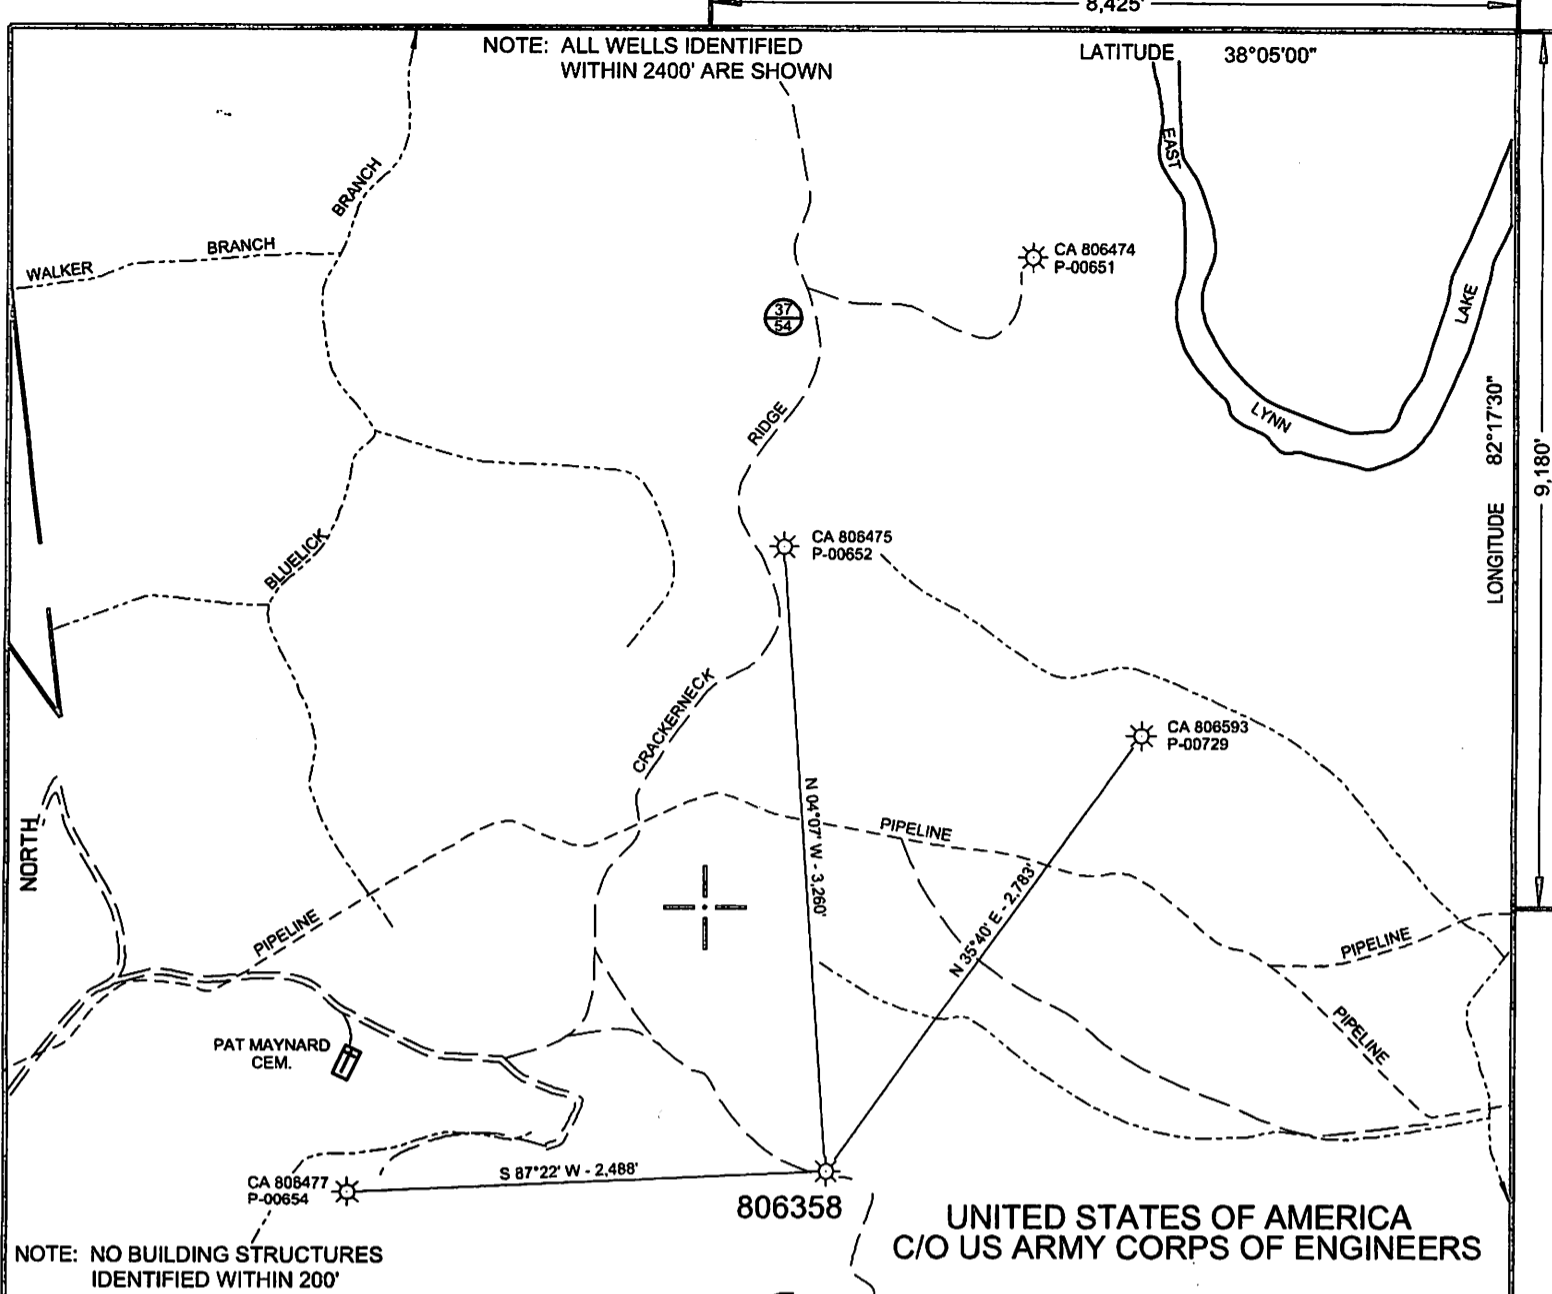 8,425'
NOTE: ALL WELLS IDENTIFIED
WITHIN 2400' ARE SHOWN
LATITUDE 38°05'00"
EAST
BRANCH
WALKER BRANCH
CA 806474
P-00651
37
54
LAKE
LYNN
RIDGE
LONGITUDE 82°17'30"
9,180'
CA 806475
P-00652
BLUELICK
CRACKERNECK
CA 806593
P-00729
N 04°07' W - 3,260'
PIPELINE
NORTH
N 35°40' E - 2,783'
PIPELINE
PIPELINE
PIPELINE
PAT MAYNARD
CEM.
CA 806477
P-00654
S 87°22' W - 2,488'
806358
UNITED STATES OF AMERICA
C/O US ARMY CORPS OF ENGINEERS
NOTE: NO BUILDING STRUCTURES
IDENTIFIED WITHIN 200'